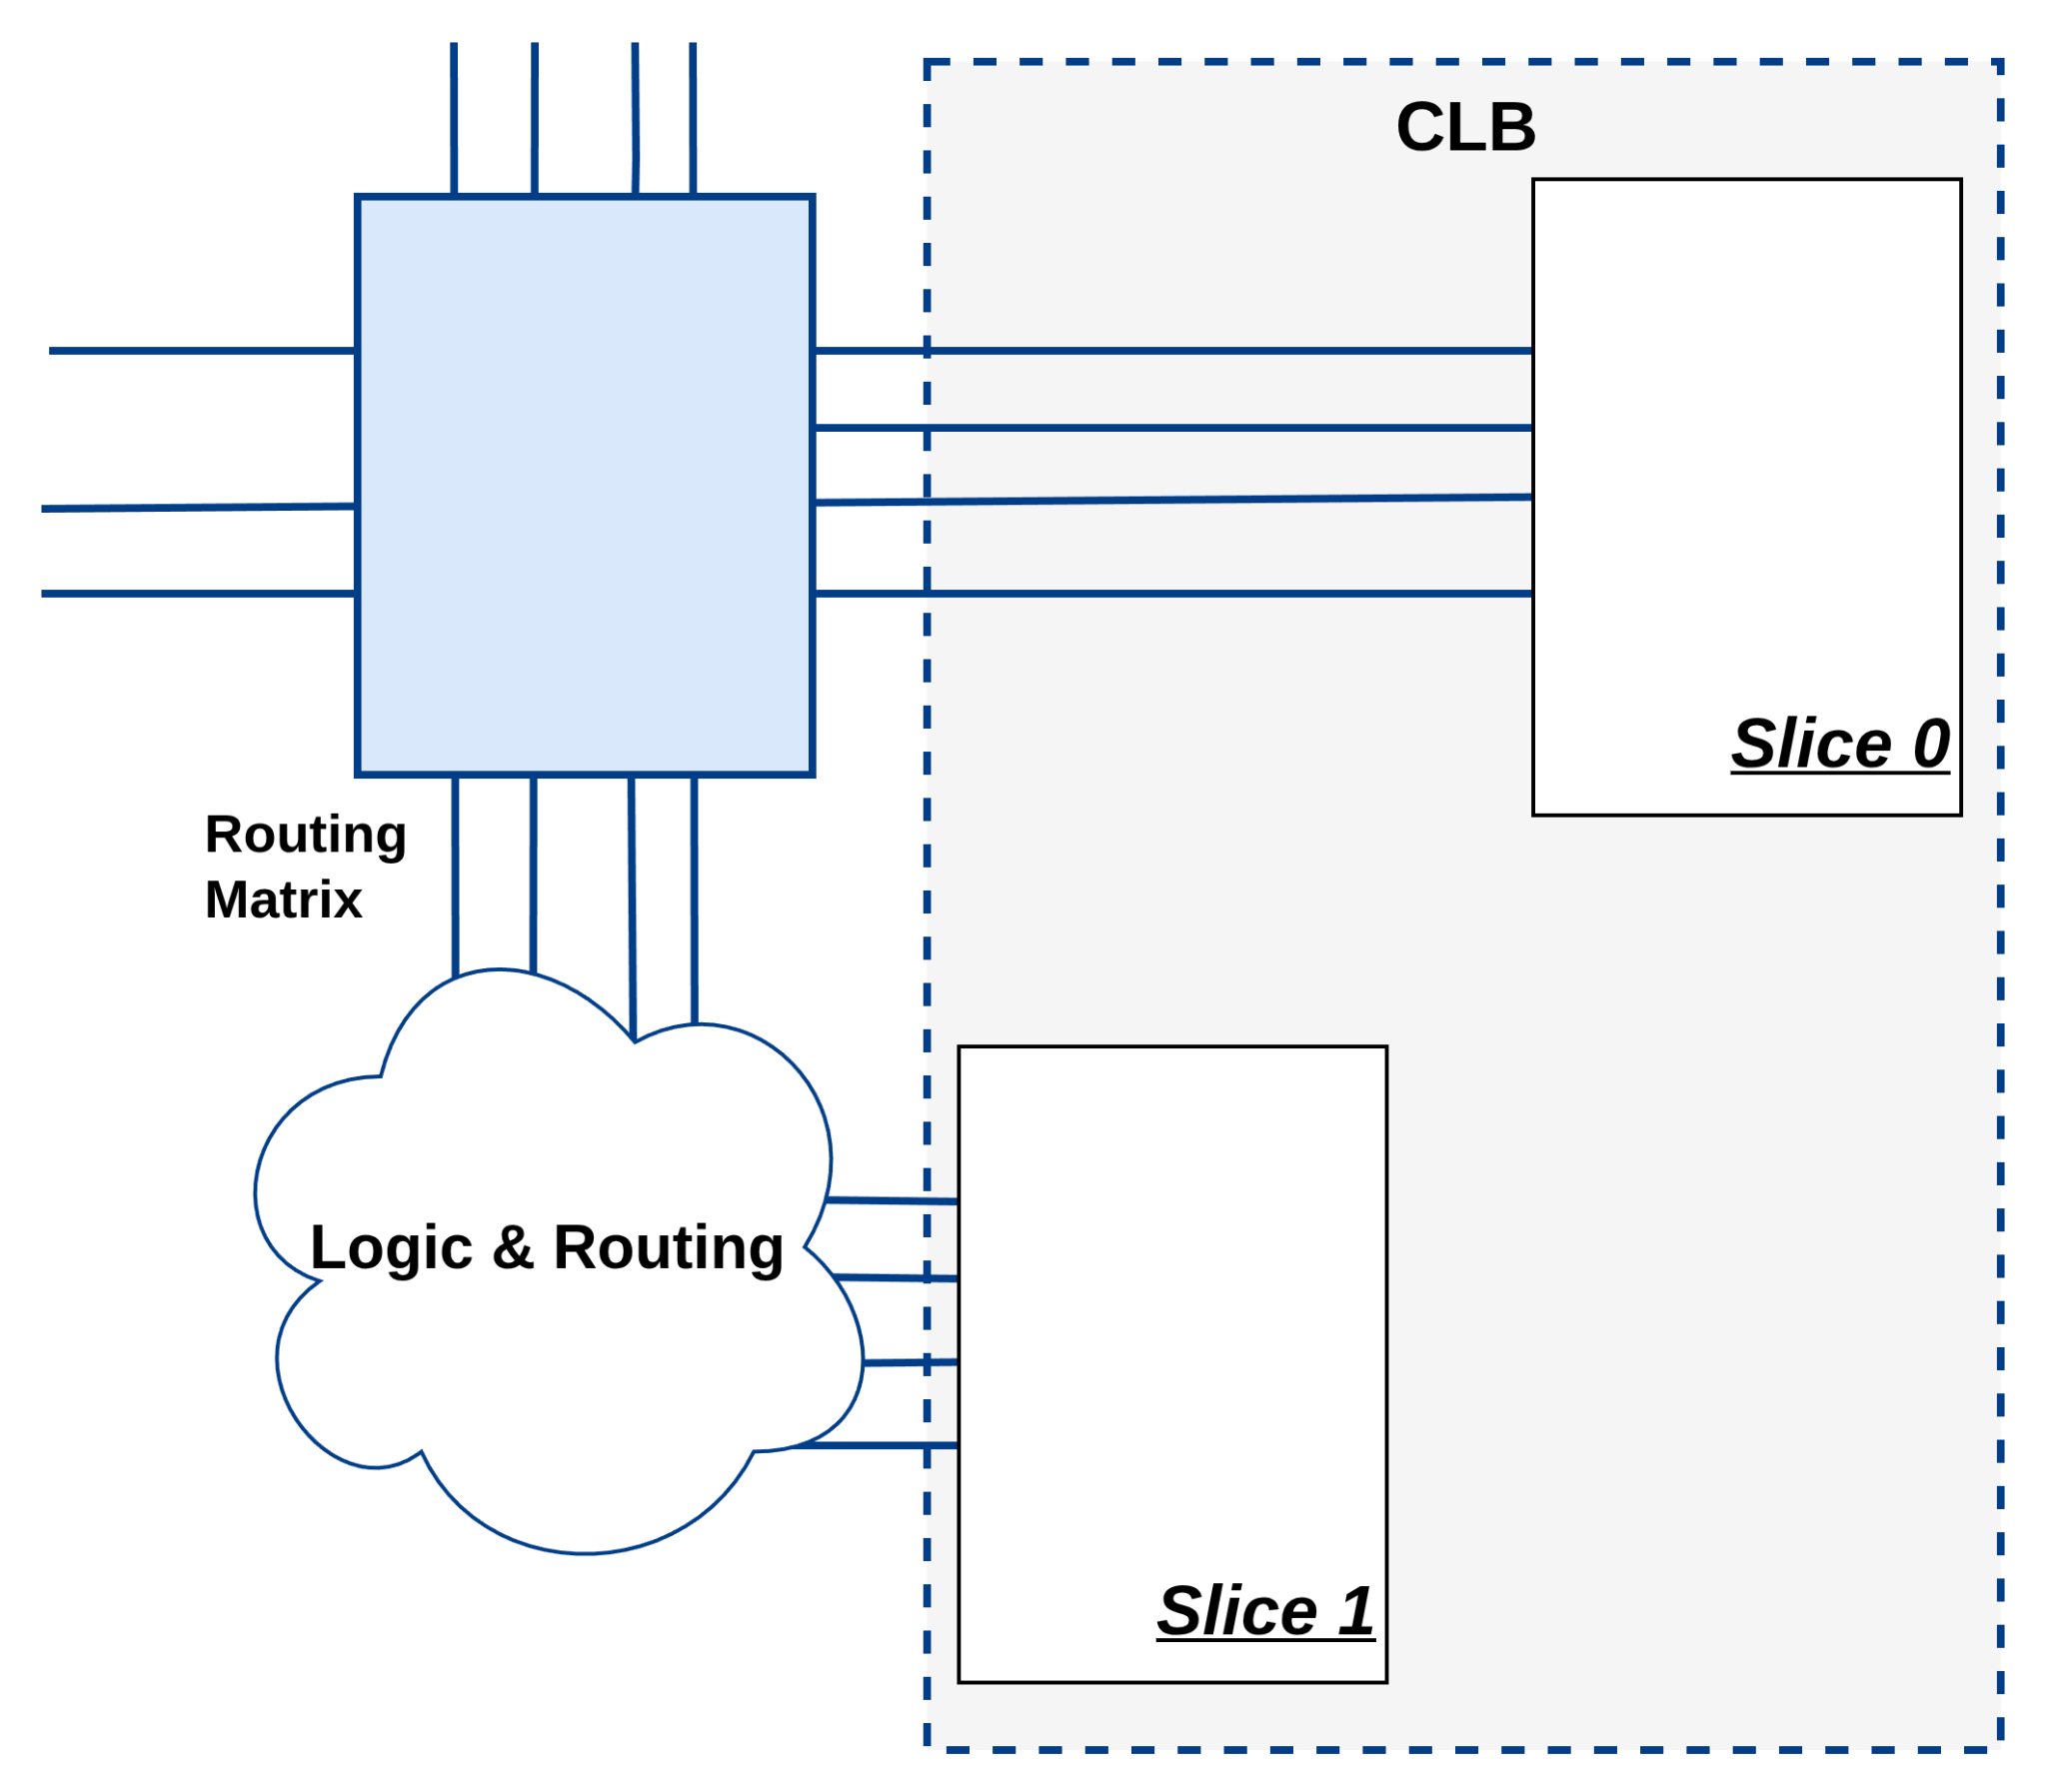 CLB
Slice 0
Routing
Matrix
Logic & Routing
Slice 1